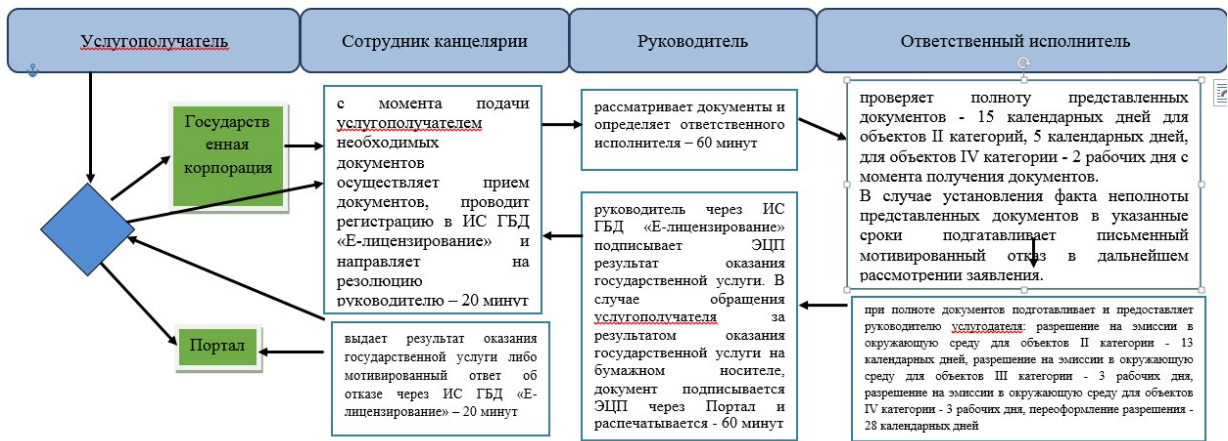 Услугополучатель
Сотрудник канцелярии
Руководитель
Ответственный исполнитель
Государств
енная
корпорация
Портал
с момента подачи
услугополучателем
необходимых
документов
осуществляет прием
документов, проводит
регистрацию в ИС ГБД
«Е-лицензирование» и
направляет на
резолюцию
руководителю – 20 минут
выдает результат оказания
государственной услуги либо
мотивированный ответ об
отказе через ИС ГБД «Е-
лицензирование» – 20 минут
рассматривает документы и
определяет ответственного
исполнителя – 60 минут
руководитель через ИС
ГБД «Е-лицензирование»
подписывает ЭЦП
результат оказания
государственной услуги. В
случае обращения
услугополучателя за
результатом оказания
государственной услуги на
бумажном носителе,
документ подписывается
ЭЦП через Портал и
распечатывается - 60 минут
проверяет полноту представленных
документов - 15 календарных дней для
объектов II категорий, 5 календарных дней,
для объектов IV категории - 2 рабочих дня с
момента получения документов.
В случае установления факта неполноты
представленных документов в указанные
сроки подгатавливает письменный
мотивированный отказ в дальнейшем
рассмотрении заявления.
при полноте документов подготавливает и предоставляет
руководителю услугодателя: разрешение на эмиссии в
окружающую среду для объектов II категории - 13
календарных дней, разрешение на эмиссии в окружающую
среду для объектов III категории - 3 рабочих дня,
разрешение на эмиссии в окружающую среду для объектов
IV категории - 3 рабочих дня, переоформление разрешения -
28 календарных дней